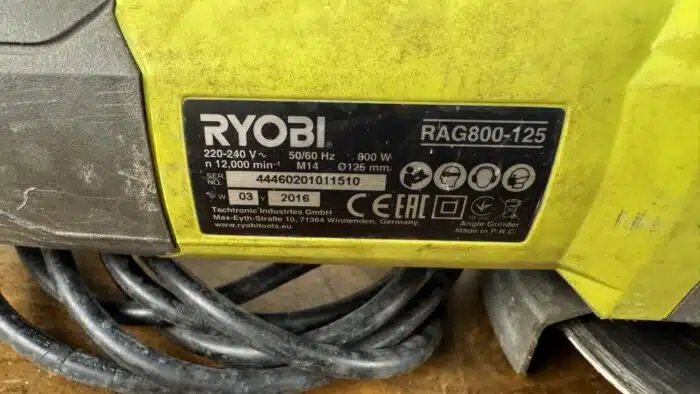 RYOBI
RAG800-125
220-240 V~ 50/60 Hz 800 W
n 12,000 min-1 M14 Ø125 mm
SER. NO. 44460201011510
W 03 Y 2016
Techtronic Industries GmbH
Max-Eyth-Straße 10, 71364 Winnenden, Germany
www.ryobitools.eu
CE EAC
Angle Grinder
Made in P.R.C.